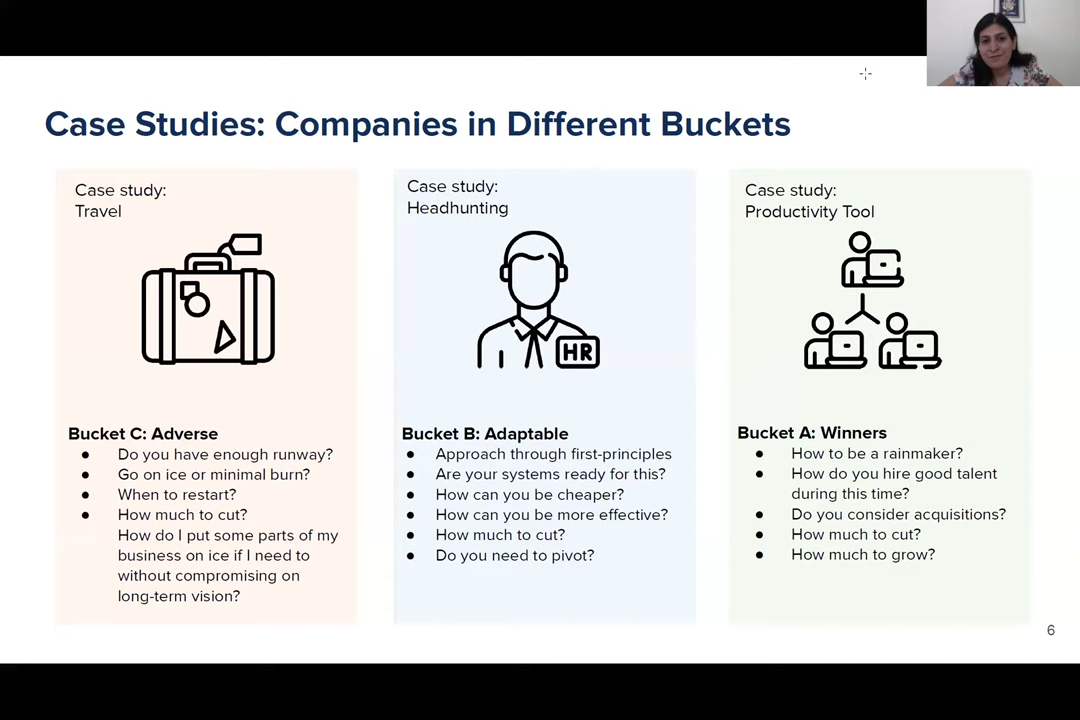 Case Studies: Companies in Different Buckets
Case study:
Travel
Bucket C: Adverse
● Do you have enough runway?
● Go on ice or minimal burn?
● When to restart?
● How much to cut?
How do I put some parts of my
business on ice if I need to
without compromising on
long-term vision?
Case study:
Headhunting
HR
Bucket B: Adaptable
● Approach through first-principles
● Are your systems ready for this?
● How can you be cheaper?
● How can you be more effective?
● How much to cut?
● Do you need to pivot?
Case study:
Productivity Tool
Bucket A: Winners
● How to be a rainmaker?
● How do you hire good talent
during this time?
● Do you consider acquisitions?
● How much to cut?
● How much to grow?
6